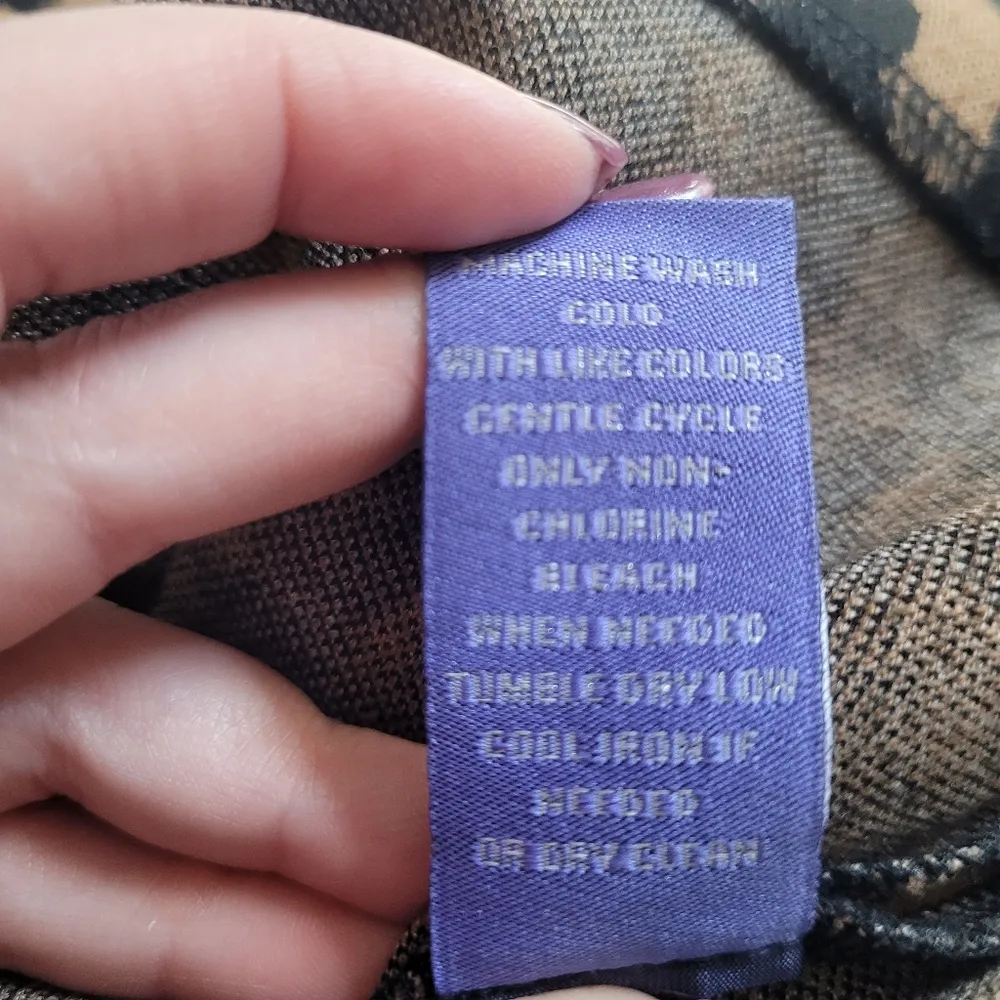 MACHINE WASH
COLD
WITH LIKE COLORS
GENTLE CYCLE
ONLY NON-
CHLORINE
BLEACH
WHEN NEEDED
TUMBLE DRY LOW
COOL IRON IF
NEEDED
OR DRY CLEAN